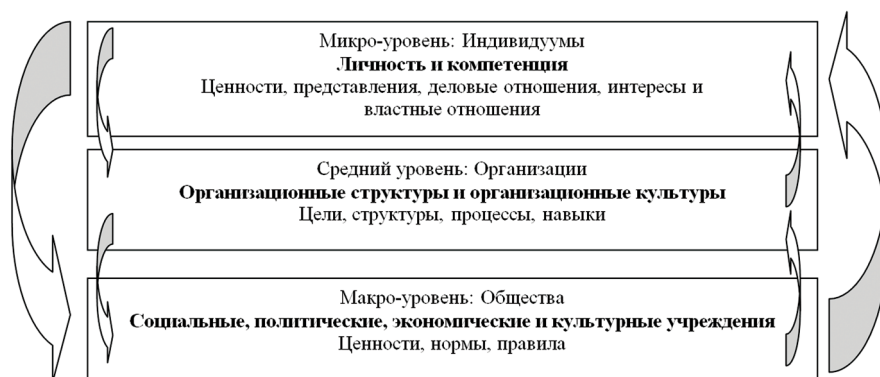 Микро-уровень: Индивидуумы
Личность и компетенция
Ценности, представления, деловые отношения, интересы и
властные отношения
Средний уровень: Организации
Организационные структуры и организационные культуры
Цели, структуры, процессы, навыки
Макро-уровень: Общества
Социальные, политические, экономические и культурные учреждения
Ценности, нормы, правила